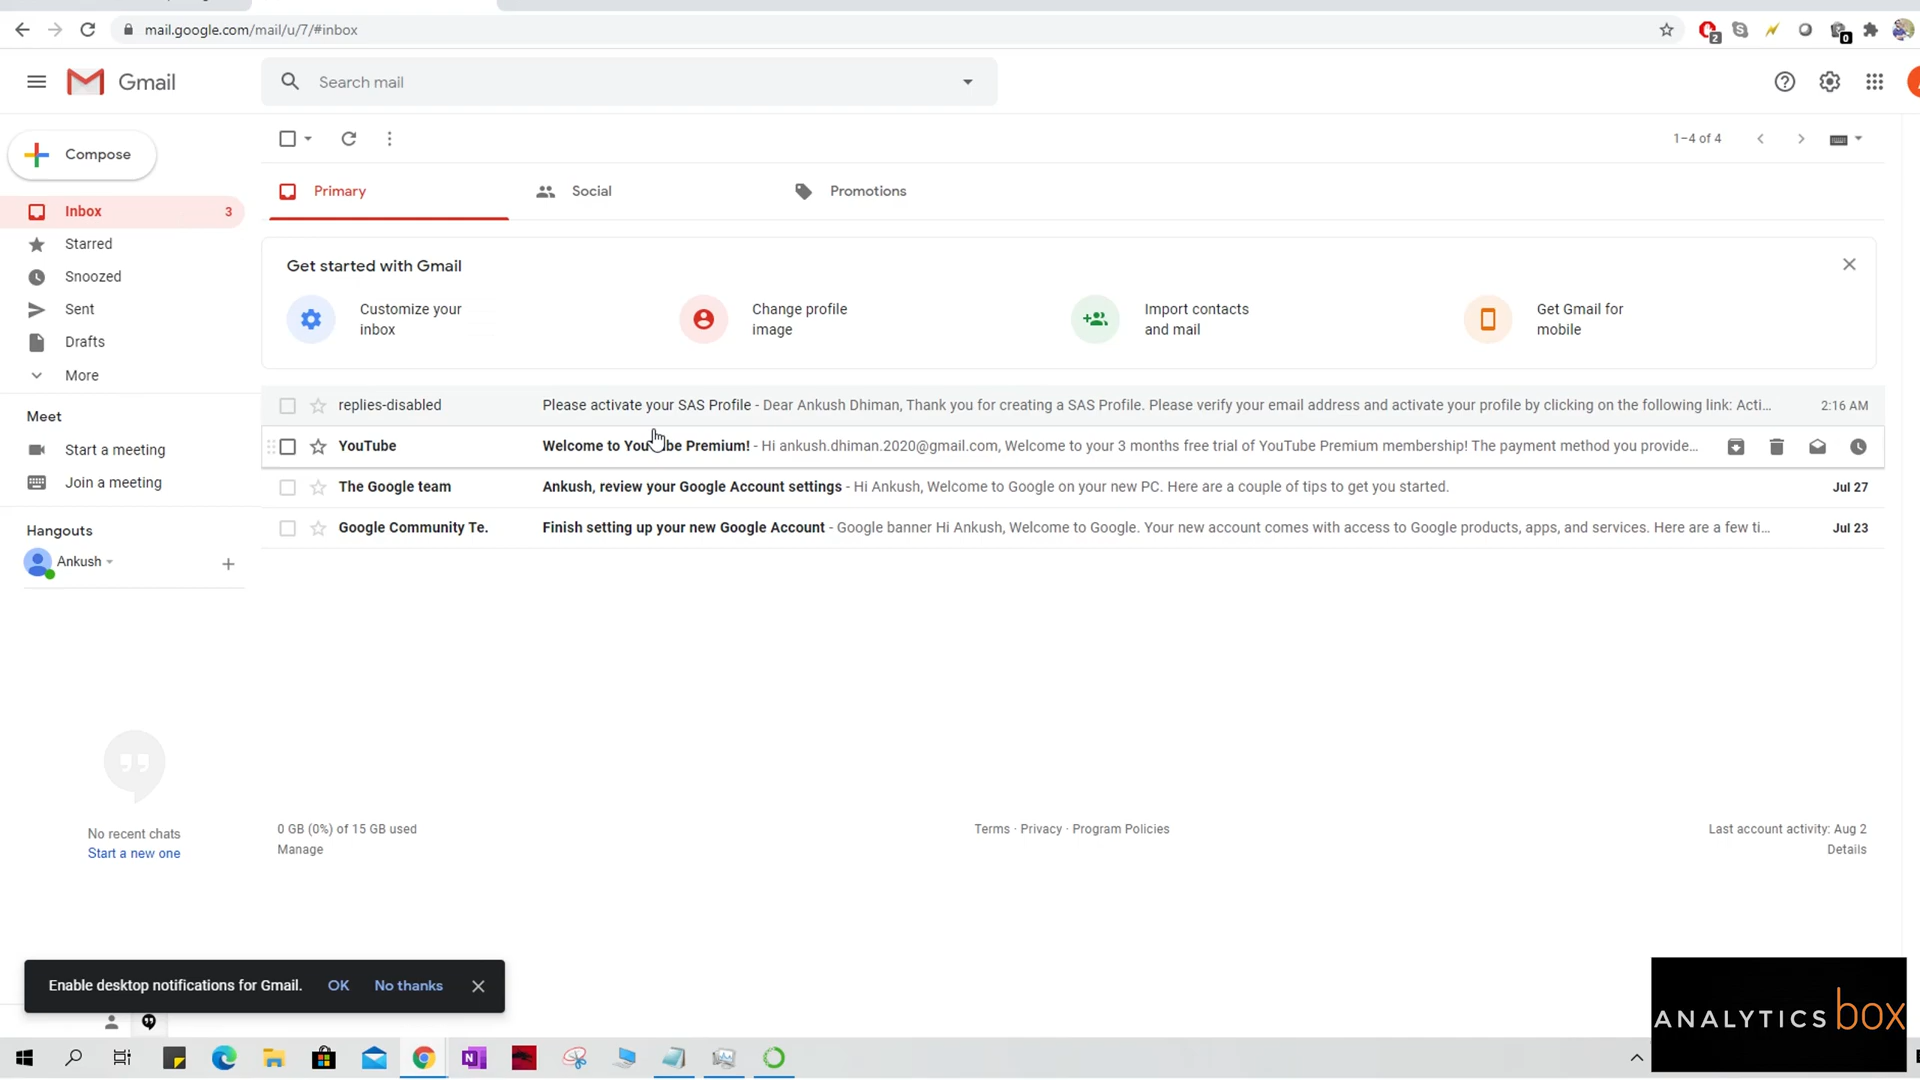 mail.google.com/mail/u/7/#inbox
2
0
Gmail
Search mail
Compose
1–4 of 4
Inbox 3
Primary
Social
Promotions
Starred
Snoozed
Sent
Drafts
More
Get started with Gmail
Customize your
inbox
Change profile
image
Import contacts
and mail
Get Gmail for
mobile
replies-disabled Please activate your SAS Profile - Dear Ankush Dhiman, Thank you for creating a SAS Profile. Please verify your email address and activate your profile by clicking on the following link: Acti... 2:16 AM
YouTube Welcome to YouTube Premium! - Hi ankush.dhiman.2020@gmail.com, Welcome to your 3 months free trial of YouTube Premium membership! The payment method you provide...
The Google team Ankush, review your Google Account settings - Hi Ankush, Welcome to Google on your new PC. Here are a couple of tips to get you started. Jul 27
Google Community Te. Finish setting up your new Google Account - Google banner Hi Ankush, Welcome to Google. Your new account comes with access to Google products, apps, and services. Here are a few ti... Jul 23
Meet
Start a meeting
Join a meeting
Hangouts
Ankush
No recent chats
Start a new one
0 GB (0%) of 15 GB used
Manage
Terms · Privacy · Program Policies
Last account activity: Aug 2
Details
Enable desktop notifications for Gmail. OK No thanks
ANALYTICS box